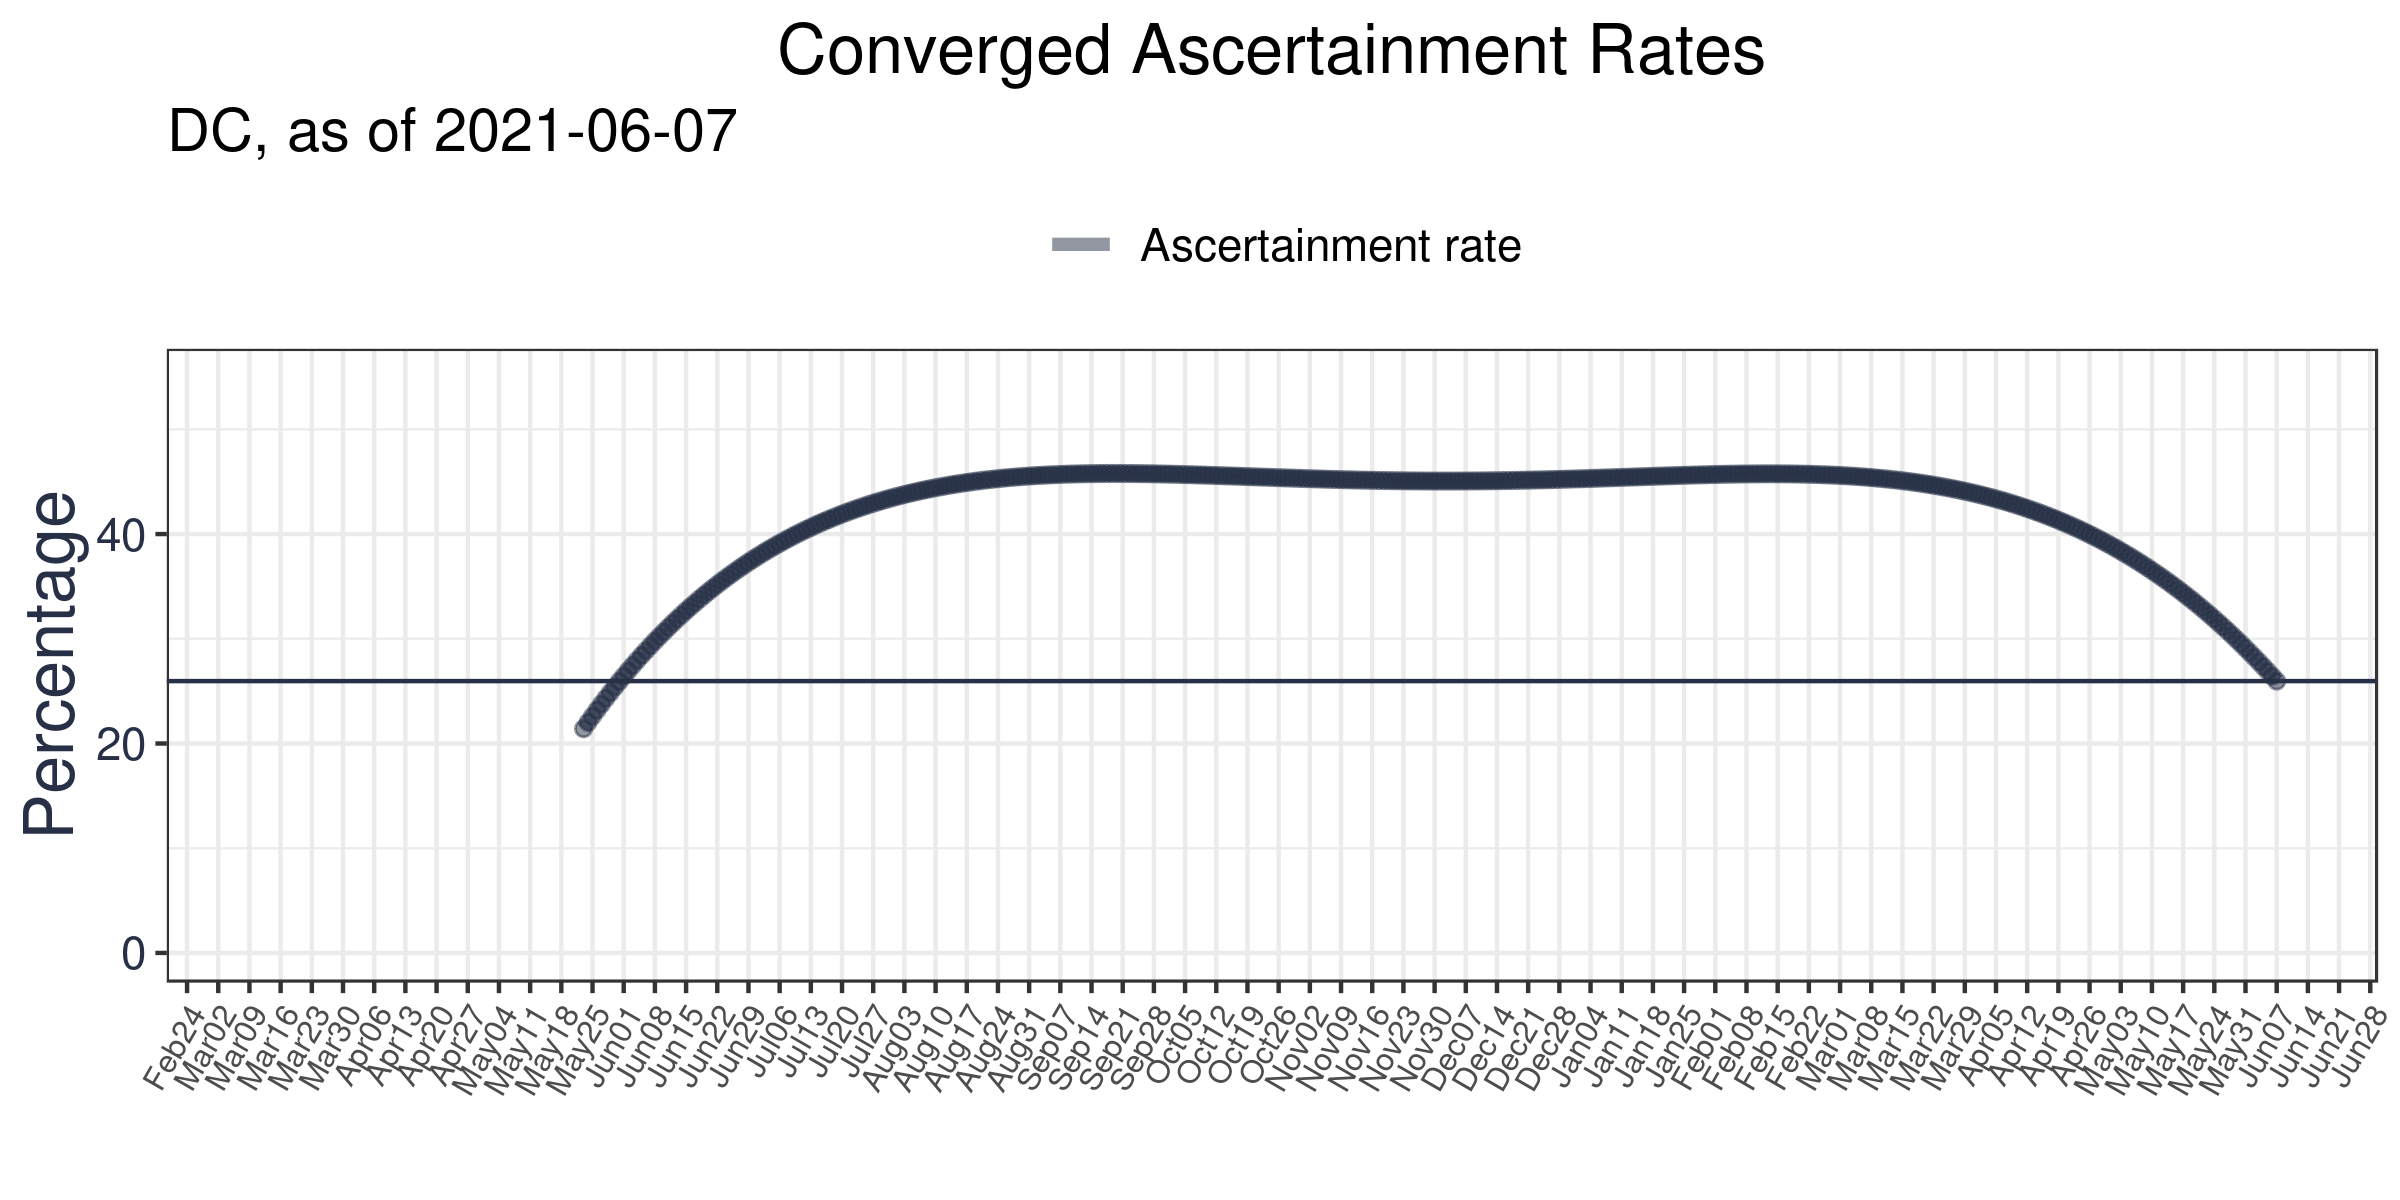 Converged Ascertainment Rates
DC, as of 2021-06-07
Ascertainment rate
Percentage
40
20
0
Feb24
Mar02
Mar09
Mar16
Mar23
Mar30
Apr06
Apr13
Apr20
Apr27
May04
May11
May18
May25
Jun01
Jun08
Jun15
Jun22
Jun29
Jul06
Jul13
Jul20
Jul27
Aug03
Aug10
Aug17
Aug24
Aug31
Sep07
Sep14
Sep21
Sep28
Oct05
Oct12
Oct19
Oct26
Nov02
Nov09
Nov16
Nov23
Nov30
Dec07
Dec14
Dec21
Dec28
Jan04
Jan11
Jan18
Jan25
Feb01
Feb08
Feb15
Feb22
Mar01
Mar08
Mar15
Mar22
Mar29
Apr05
Apr12
Apr19
Apr26
May03
May10
May17
May24
May31
Jun07
Jun14
Jun21
Jun28